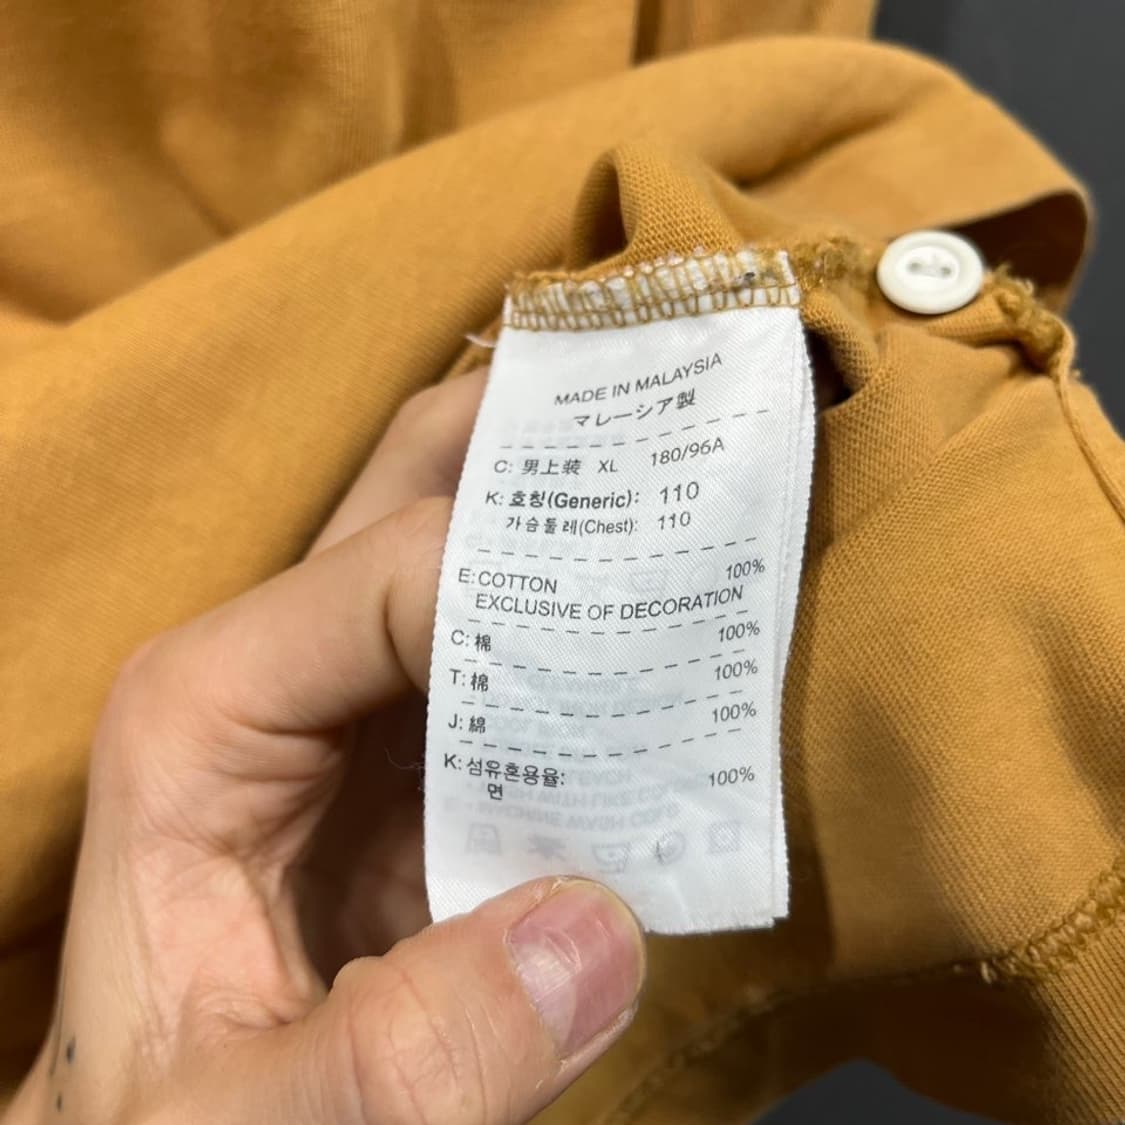 MADE IN MALAYSIA
マレーシア製
C: 男上装 XL 180/96A
K: 호칭(Generic): 110
가슴둘레(Chest): 110
E: COTTON 100%
EXCLUSIVE OF DECORATION
C: 棉 100%
T: 棉 100%
J: 綿 100%
K: 섬유혼용율:
면 100%